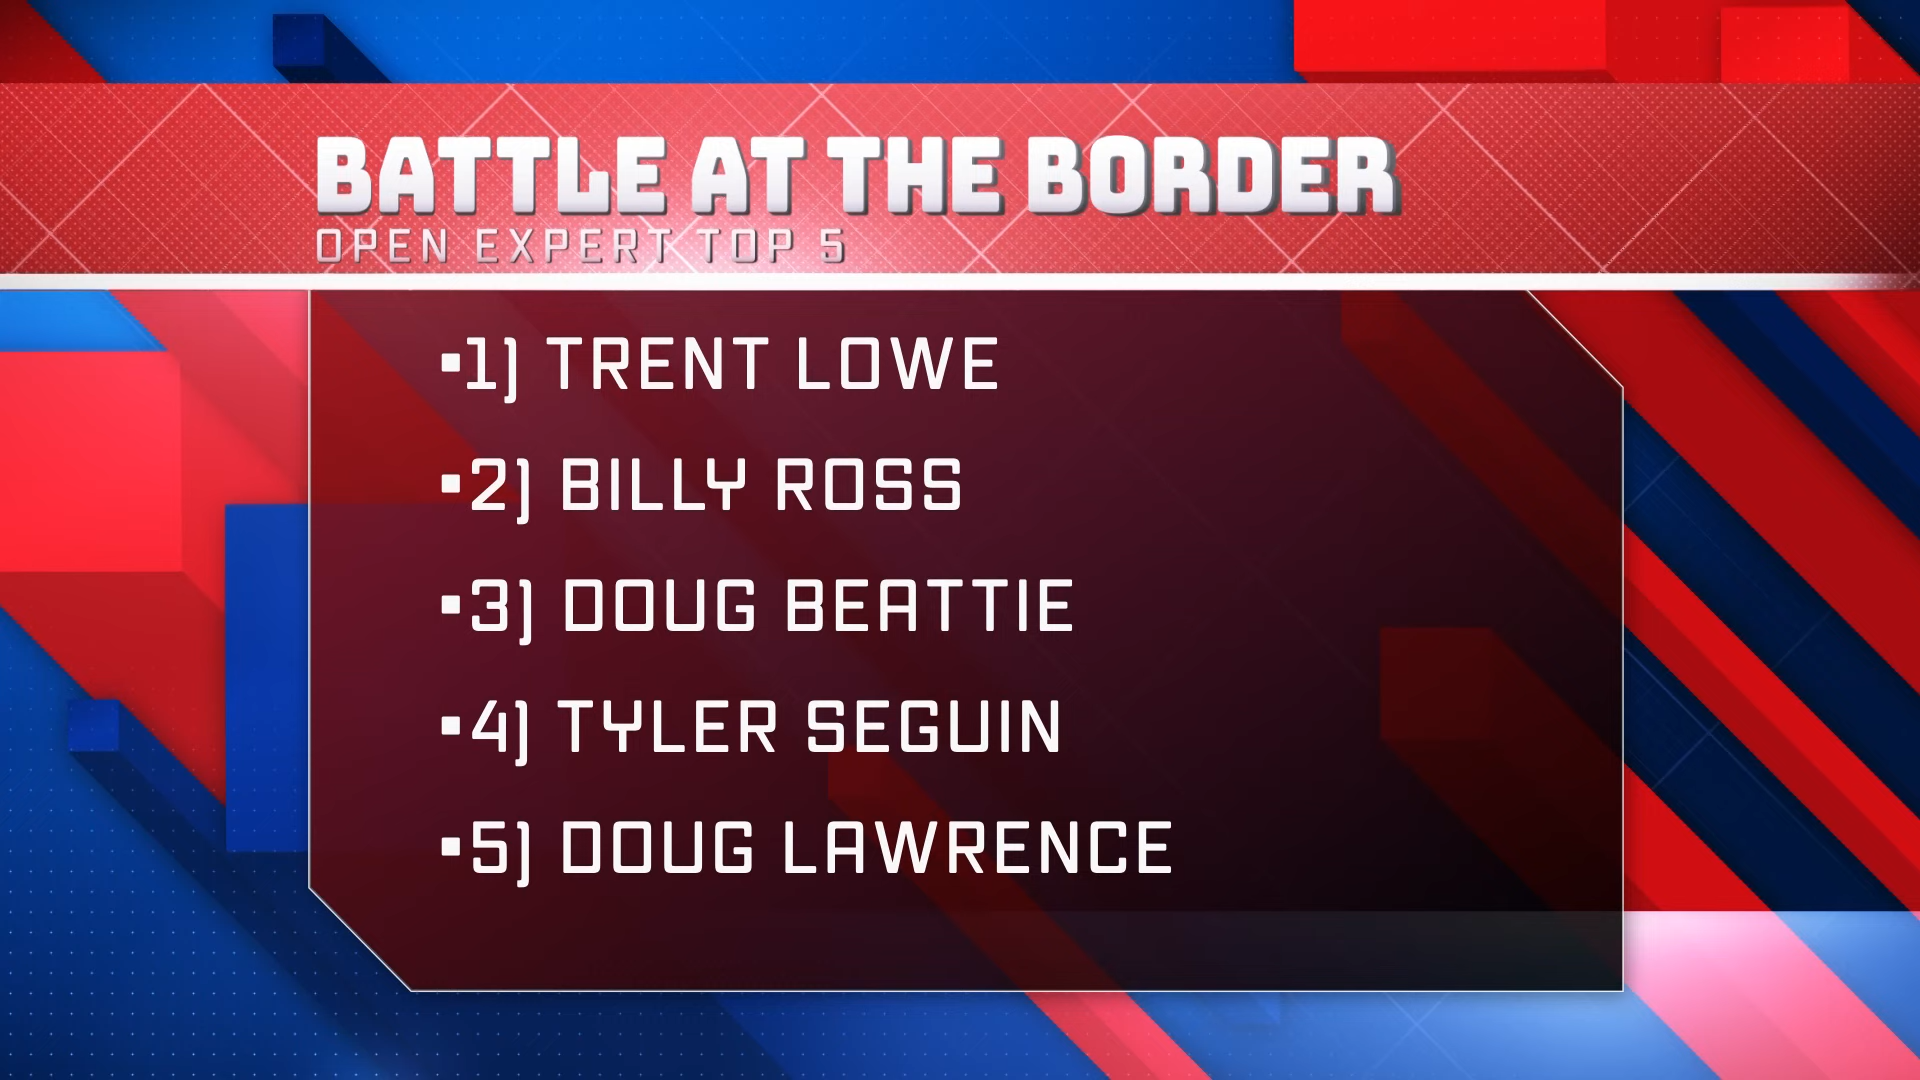 BATTLE AT THE BORDER
OPEN EXPERT TOP 5
▪1) TRENT LOWE
▪2) BILLY ROSS
▪3) DOUG BEATTIE
▪4) TYLER SEGUIN
▪5) DOUG LAWRENCE